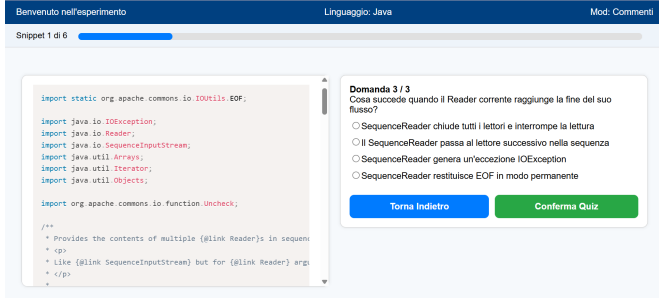 Benvenuto nell'esperimento
Linguaggio: Java
Mod: Commenti
Snippet 1 di 6
import static org.apache.commons.io.IOUtils.EOF;
import java.io.IOException;
import java.io.Reader;
import java.io.SequenceInputStream;
import java.util.Arrays;
import java.util.Iterator;
import java.util.Objects;
import org.apache.commons.io.function.Uncheck;
/**
* Provides the contents of multiple {@link Reader}s in sequenc
* <p>
* Like {@link SequenceInputStream} but for {@link Reader} argu
* </p>
*
Domanda 3 / 3
Cosa succede quando il Reader corrente raggiunge la fine del suo
flusso?
SequenceReader chiude tutti i lettori e interrompe la lettura
Il SequenceReader passa al lettore successivo nella sequenza
SequenceReader genera un'eccezione IOException
SequenceReader restituisce EOF in modo permanente
Torna Indietro
Conferma Quiz